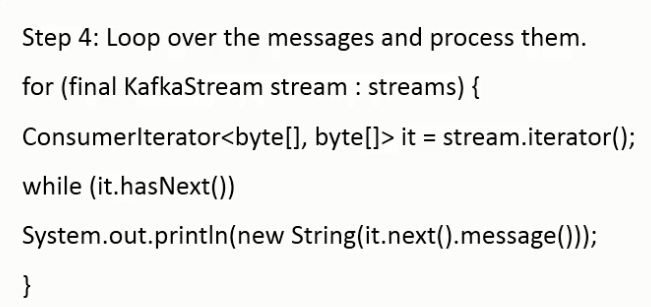 Step 4: Loop over the messages and process them.
for (final KafkaStream stream : streams) {
ConsumerIterator<byte[], byte[]> it = stream.iterator();
while (it.hasNext())
System.out.println(new String(it.next().message()));
}